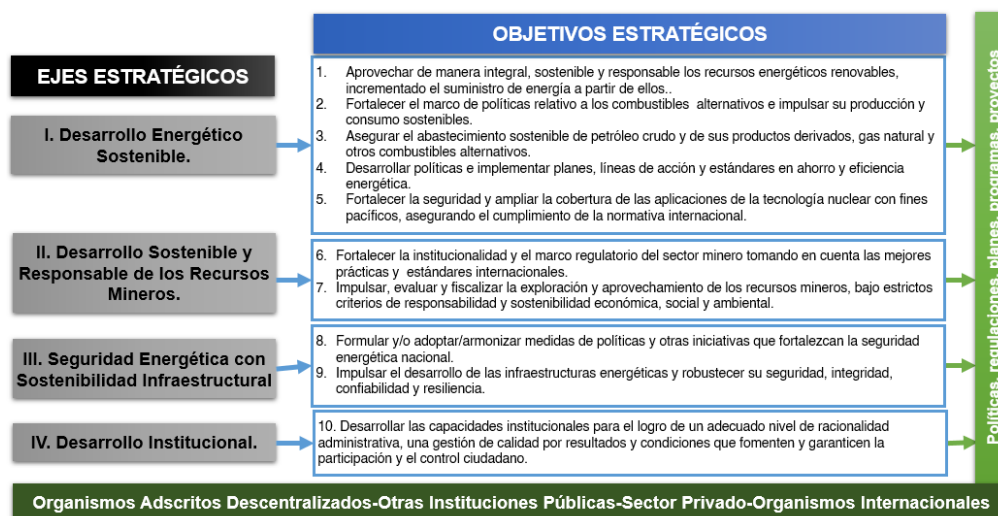 OBJETIVOS ESTRATÉGICOS
EJES ESTRATÉGICOS
I. Desarrollo Energético
Sostenible.
1. Aprovechar de manera integral, sostenible y responsable los recursos energéticos renovables,
incrementado el suministro de energía a partir de ellos..
2. Fortalecer el marco de políticas relativo a los combustibles alternativos e impulsar su producción y
consumo sostenibles.
3. Asegurar el abastecimiento sostenible de petróleo crudo y de sus productos derivados, gas natural y
otros combustibles alternativos.
4. Desarrollar políticas e implementar planes, líneas de acción y estándares en ahorro y eficiencia
energética.
5. Fortalecer la seguridad y ampliar la cobertura de las aplicaciones de la tecnología nuclear con fines
pacíficos, asegurando el cumplimiento de la normativa internacional.
II. Desarrollo Sostenible y
Responsable de los Recursos
Mineros.
6. Fortalecer la institucionalidad y el marco regulatorio del sector minero tomando en cuenta las mejores
prácticas y estándares internacionales.
7. Impulsar, evaluar y fiscalizar la exploración y aprovechamiento de los recursos mineros, bajo estrictos
criterios de responsabilidad y sostenibilidad económica, social y ambiental.
III. Seguridad Energética con
Sostenibilidad Infraestructural
8. Formular y/o adoptar/armonizar medidas de políticas y otras iniciativas que fortalezcan la seguridad
energética nacional.
9. Impulsar el desarrollo de las infraestructuras energéticas y robustecer su seguridad, integridad,
confiabilidad y resiliencia.
IV. Desarrollo Institucional.
10. Desarrollar las capacidades institucionales para el logro de un adecuado nivel de racionalidad
administrativa, una gestión de calidad por resultados y condiciones que fomenten y garanticen la
participación y el control ciudadano.
Políticas, regulaciones, planes, programas, proyectos
Organismos Adscritos Descentralizados-Otras Instituciones Públicas-Sector Privado-Organismos Internacionales